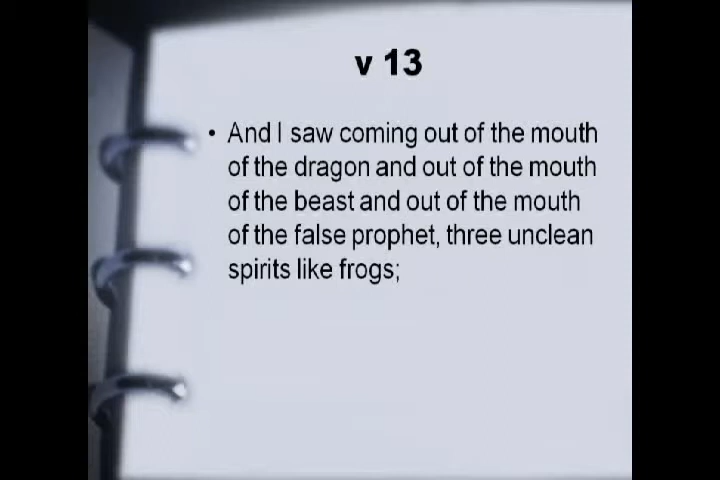 v 13
• And I saw coming out of the mouth
of the dragon and out of the mouth
of the beast and out of the mouth
of the false prophet, three unclean
spirits like frogs;